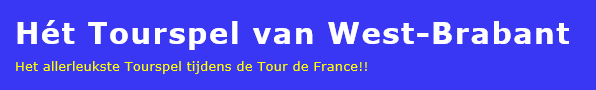 Hét Tourspel van West-Brabant
Het allerleukste Tourspel tijdens de Tour de France!!